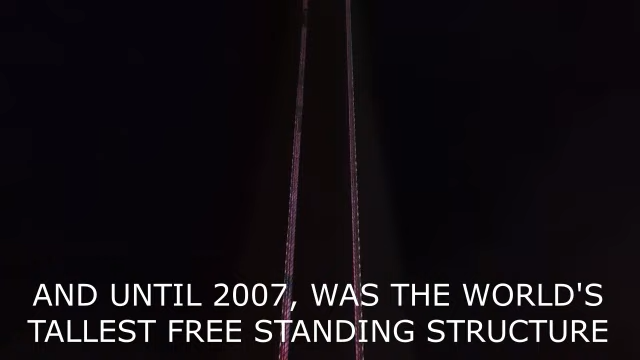 AND UNTIL 2007, WAS THE WORLD'S
TALLEST FREE STANDING STRUCTURE